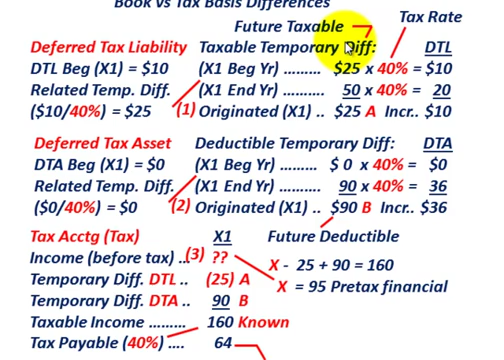 Book vs Tax Basis Differences
Future Taxable Tax Rate
Deferred Tax Liability Taxable Temporary Diff: DTL
DTL Beg (X1) = $10 (X1 Beg Yr) ......... $25 x 40% = $10
Related Temp. Diff. (X1 End Yr) ......... 50 x 40% = 20
($10/40%) = $25 (1) Originated (X1) .. $25 A Incr.. $10
Deferred Tax Asset Deductible Temporary Diff: DTA
DTA Beg (X1) = $0 (X1 Beg Yr) ......... $ 0 x 40% = $0
Related Temp. Diff. (X1 End Yr) ......... 90 x 40% = 36
($0/40%) = $0 (2) Originated (X1) .. $90 B Incr.. $36
Tax Acctg (Tax) X1 Future Deductible
Income (before tax) ... (3) ??
X - 25 + 90 = 160
Temporary Diff. DTL .. (25) A
X = 95 Pretax financial
Temporary Diff. DTA .. 90 B
Taxable Income ......... 160 Known
Tax Payable (40%) .... 64